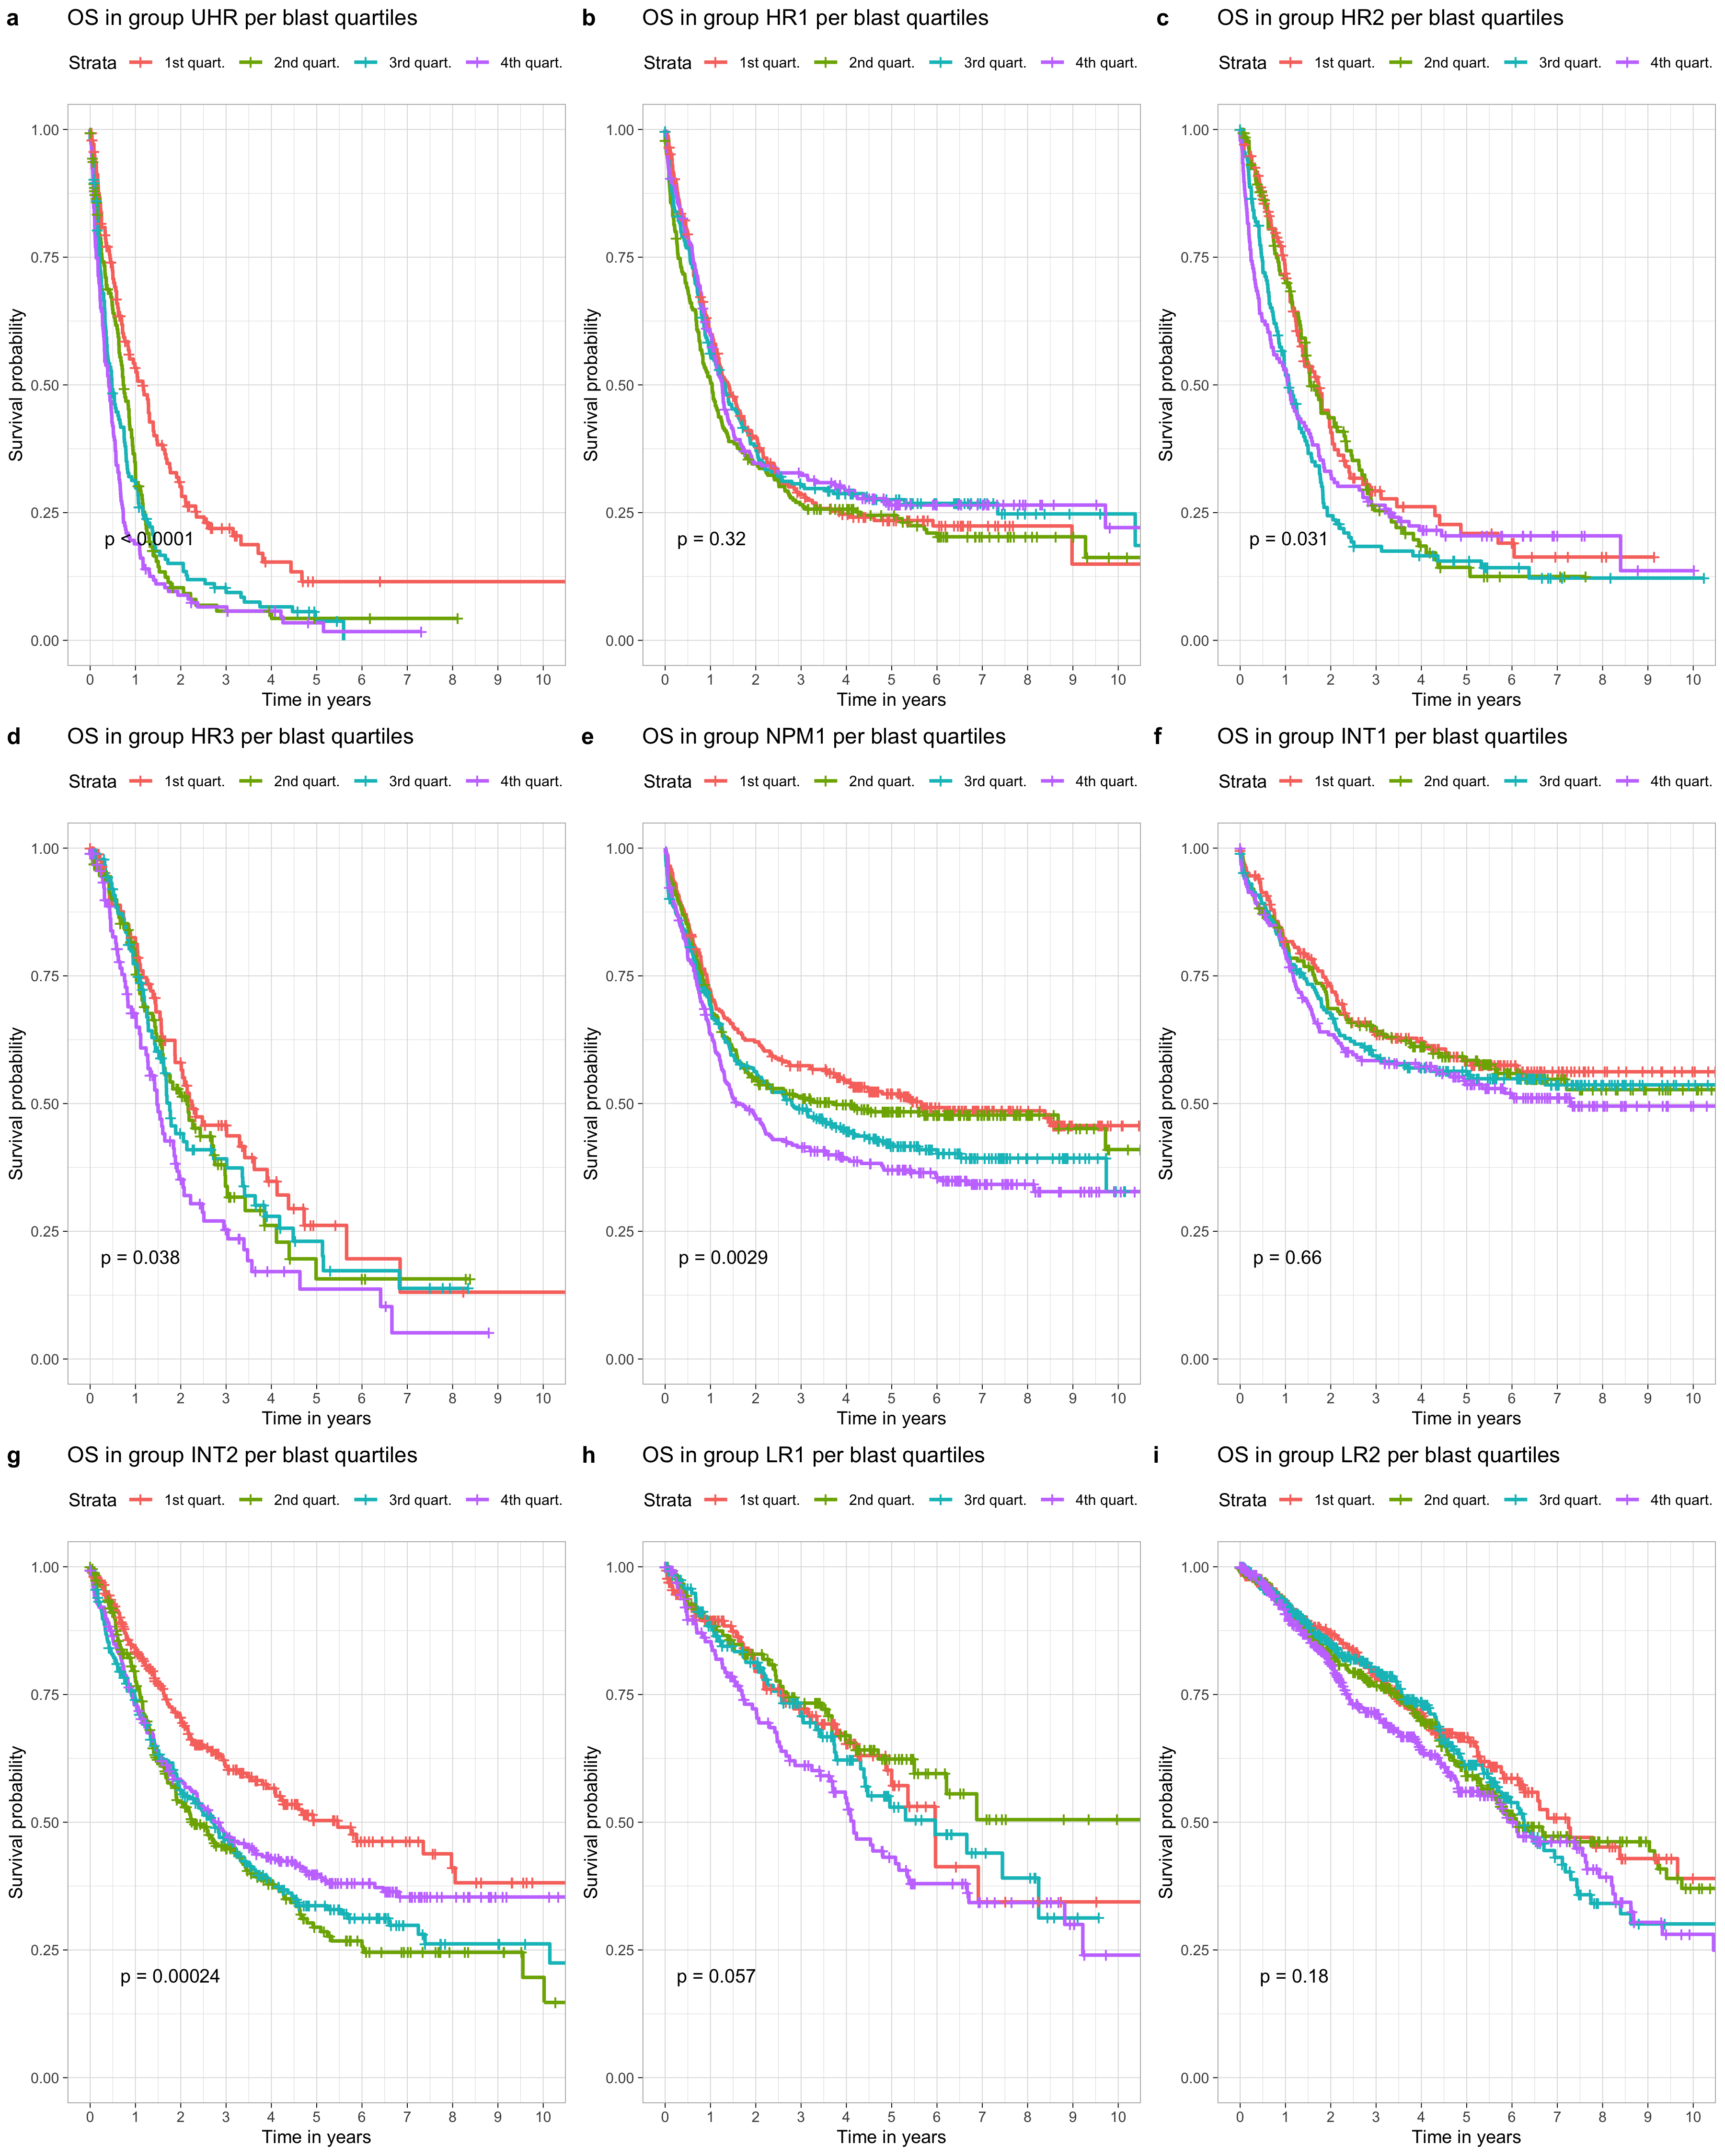 a OS in group UHR per blast quartiles
Strata 1st quart. 2nd quart. 3rd quart. 4th quart.
Survival probability
1.00
0.75
0.50
0.25
0.00
p < 0.0001
0 1 2 3 4 5 6 7 8 9 10
Time in years
b OS in group HR1 per blast quartiles
Strata 1st quart. 2nd quart. 3rd quart. 4th quart.
Survival probability
1.00
0.75
0.50
0.25
0.00
p = 0.32
0 1 2 3 4 5 6 7 8 9 10
Time in years
c OS in group HR2 per blast quartiles
Strata 1st quart. 2nd quart. 3rd quart. 4th quart.
Survival probability
1.00
0.75
0.50
0.25
0.00
p = 0.031
0 1 2 3 4 5 6 7 8 9 10
Time in years
d OS in group HR3 per blast quartiles
Strata 1st quart. 2nd quart. 3rd quart. 4th quart.
Survival probability
1.00
0.75
0.50
0.25
0.00
p = 0.038
0 1 2 3 4 5 6 7 8 9 10
Time in years
e OS in group NPM1 per blast quartiles
Strata 1st quart. 2nd quart. 3rd quart. 4th quart.
Survival probability
1.00
0.75
0.50
0.25
0.00
p = 0.0029
0 1 2 3 4 5 6 7 8 9 10
Time in years
f OS in group INT1 per blast quartiles
Strata 1st quart. 2nd quart. 3rd quart. 4th quart.
Survival probability
1.00
0.75
0.50
0.25
0.00
p = 0.66
0 1 2 3 4 5 6 7 8 9 10
Time in years
g OS in group INT2 per blast quartiles
Strata 1st quart. 2nd quart. 3rd quart. 4th quart.
Survival probability
1.00
0.75
0.50
0.25
0.00
p = 0.00024
0 1 2 3 4 5 6 7 8 9 10
Time in years
h OS in group LR1 per blast quartiles
Strata 1st quart. 2nd quart. 3rd quart. 4th quart.
Survival probability
1.00
0.75
0.50
0.25
0.00
p = 0.057
0 1 2 3 4 5 6 7 8 9 10
Time in years
i OS in group LR2 per blast quartiles
Strata 1st quart. 2nd quart. 3rd quart. 4th quart.
Survival probability
1.00
0.75
0.50
0.25
0.00
p = 0.18
0 1 2 3 4 5 6 7 8 9 10
Time in years